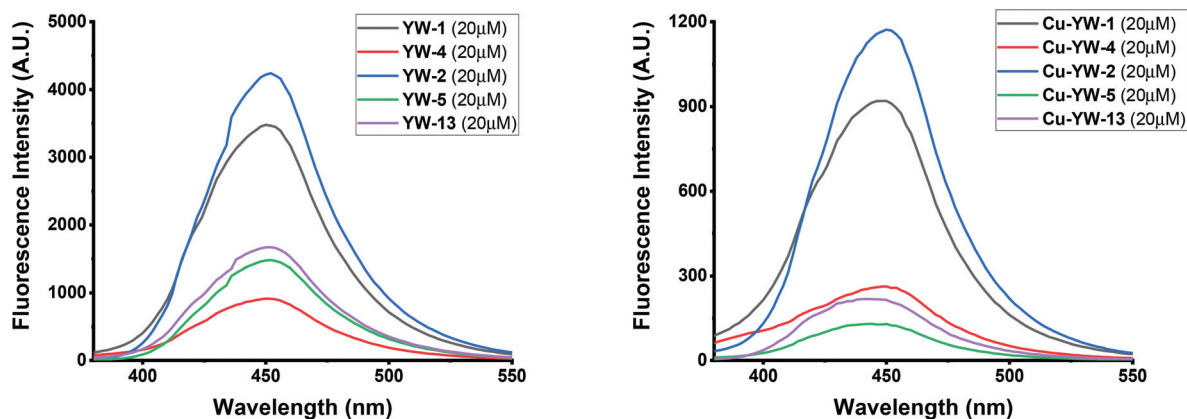 Fluorescence Intensity (A.U.)
5000
4000
3000
2000
1000
0
YW-1 (20μM)
YW-4 (20μM)
YW-2 (20μM)
YW-5 (20μM)
YW-13 (20μM)
400
450
500
550
Wavelength (nm)
Fluorescence Intensity (A.U.)
1200
900
600
300
0
Cu-YW-1 (20μM)
Cu-YW-4 (20μM)
Cu-YW-2 (20μM)
Cu-YW-5 (20μM)
Cu-YW-13 (20μM)
400
450
500
550
Wavelength (nm)